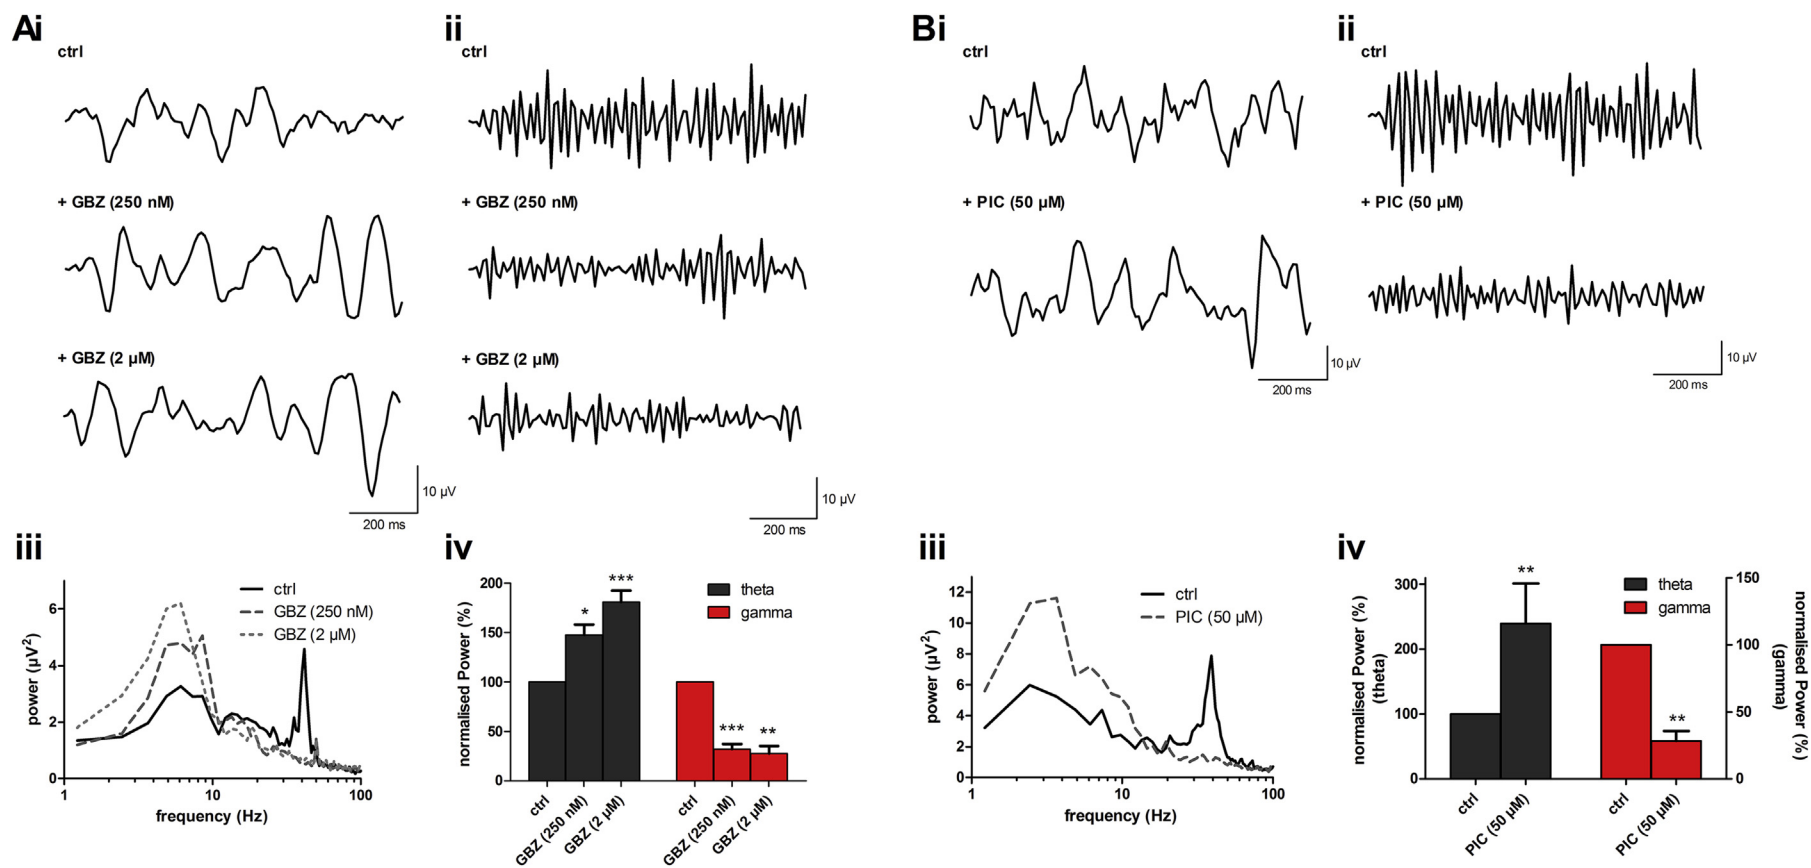 Ai
ctrl
+ GBZ (250 nM)
+ GBZ (2 µM)
10 µV
200 ms
ii
ctrl
+ GBZ (250 nM)
+ GBZ (2 µM)
10 µV
200 ms
Bi
ctrl
+ PIC (50 µM)
10 µV
200 ms
ii
ctrl
+ PIC (50 µM)
10 µV
200 ms
iii
power (µV²)
6
4
2
0
1
10
100
frequency (Hz)
ctrl
GBZ (250 nM)
GBZ (2 µM)
iv
normalised Power (%)
200
150
100
50
0
*
***
***
**
theta
gamma
ctrl
GBZ (250 nM)
GBZ (2 µM)
ctrl
GBZ (250 nM)
GBZ (2 µM)
iii
power (µV²)
12
10
8
6
4
2
0
1
10
100
frequency (Hz)
ctrl
PIC (50 µM)
iv
normalised Power (%)
(theta)
300
200
100
0
**
**
theta
gamma
150
100
50
0
normalised Power (%)
(gamma)
ctrl
PIC (50 µM)
ctrl
PIC (50 µM)